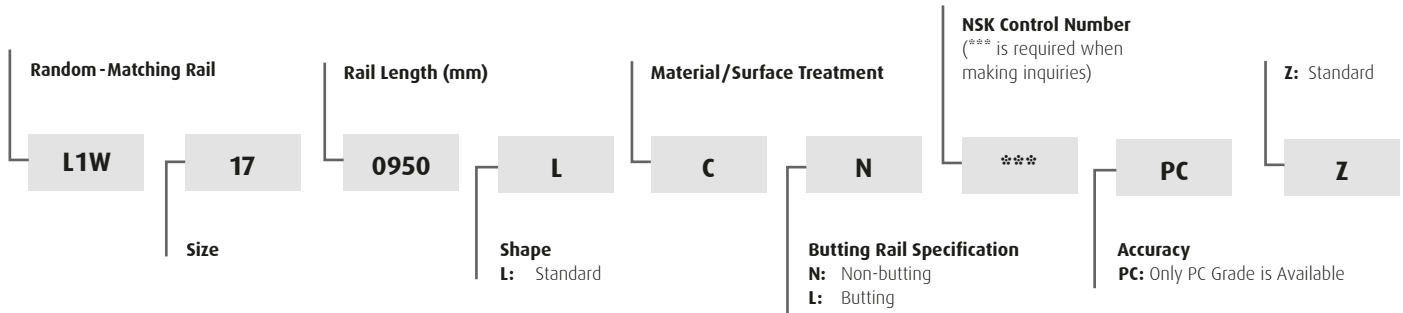 NSK Control Number
(*** is required when
making inquiries)
Random-Matching Rail
Rail Length (mm)
Material/Surface Treatment
Z: Standard
L1W
17
0950
L
C
N
***
PC
Z
Size
Shape
L: Standard
Butting Rail Specification
N: Non-butting
L: Butting
Accuracy
PC: Only PC Grade is Available